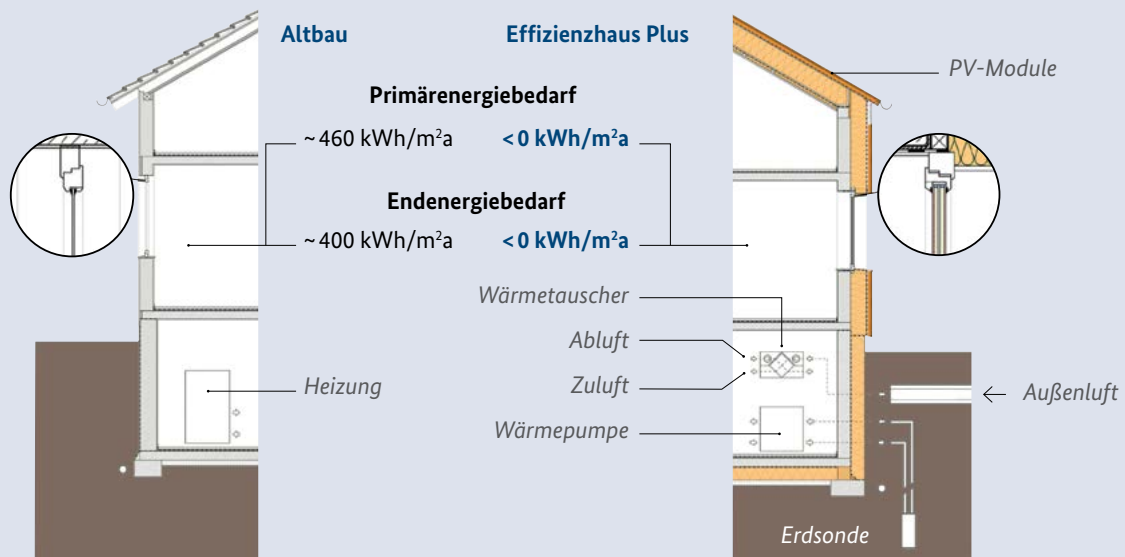 Altbau
Effizienzhaus Plus
PV-Module
Primärenergiebedarf
~ 460 kWh/m²a
< 0 kWh/m²a
Endenergiebedarf
~ 400 kWh/m²a
< 0 kWh/m²a
Wärmetauscher
Abluft
Heizung
Zuluft
Außenluft
Wärmepumpe
Erdsonde